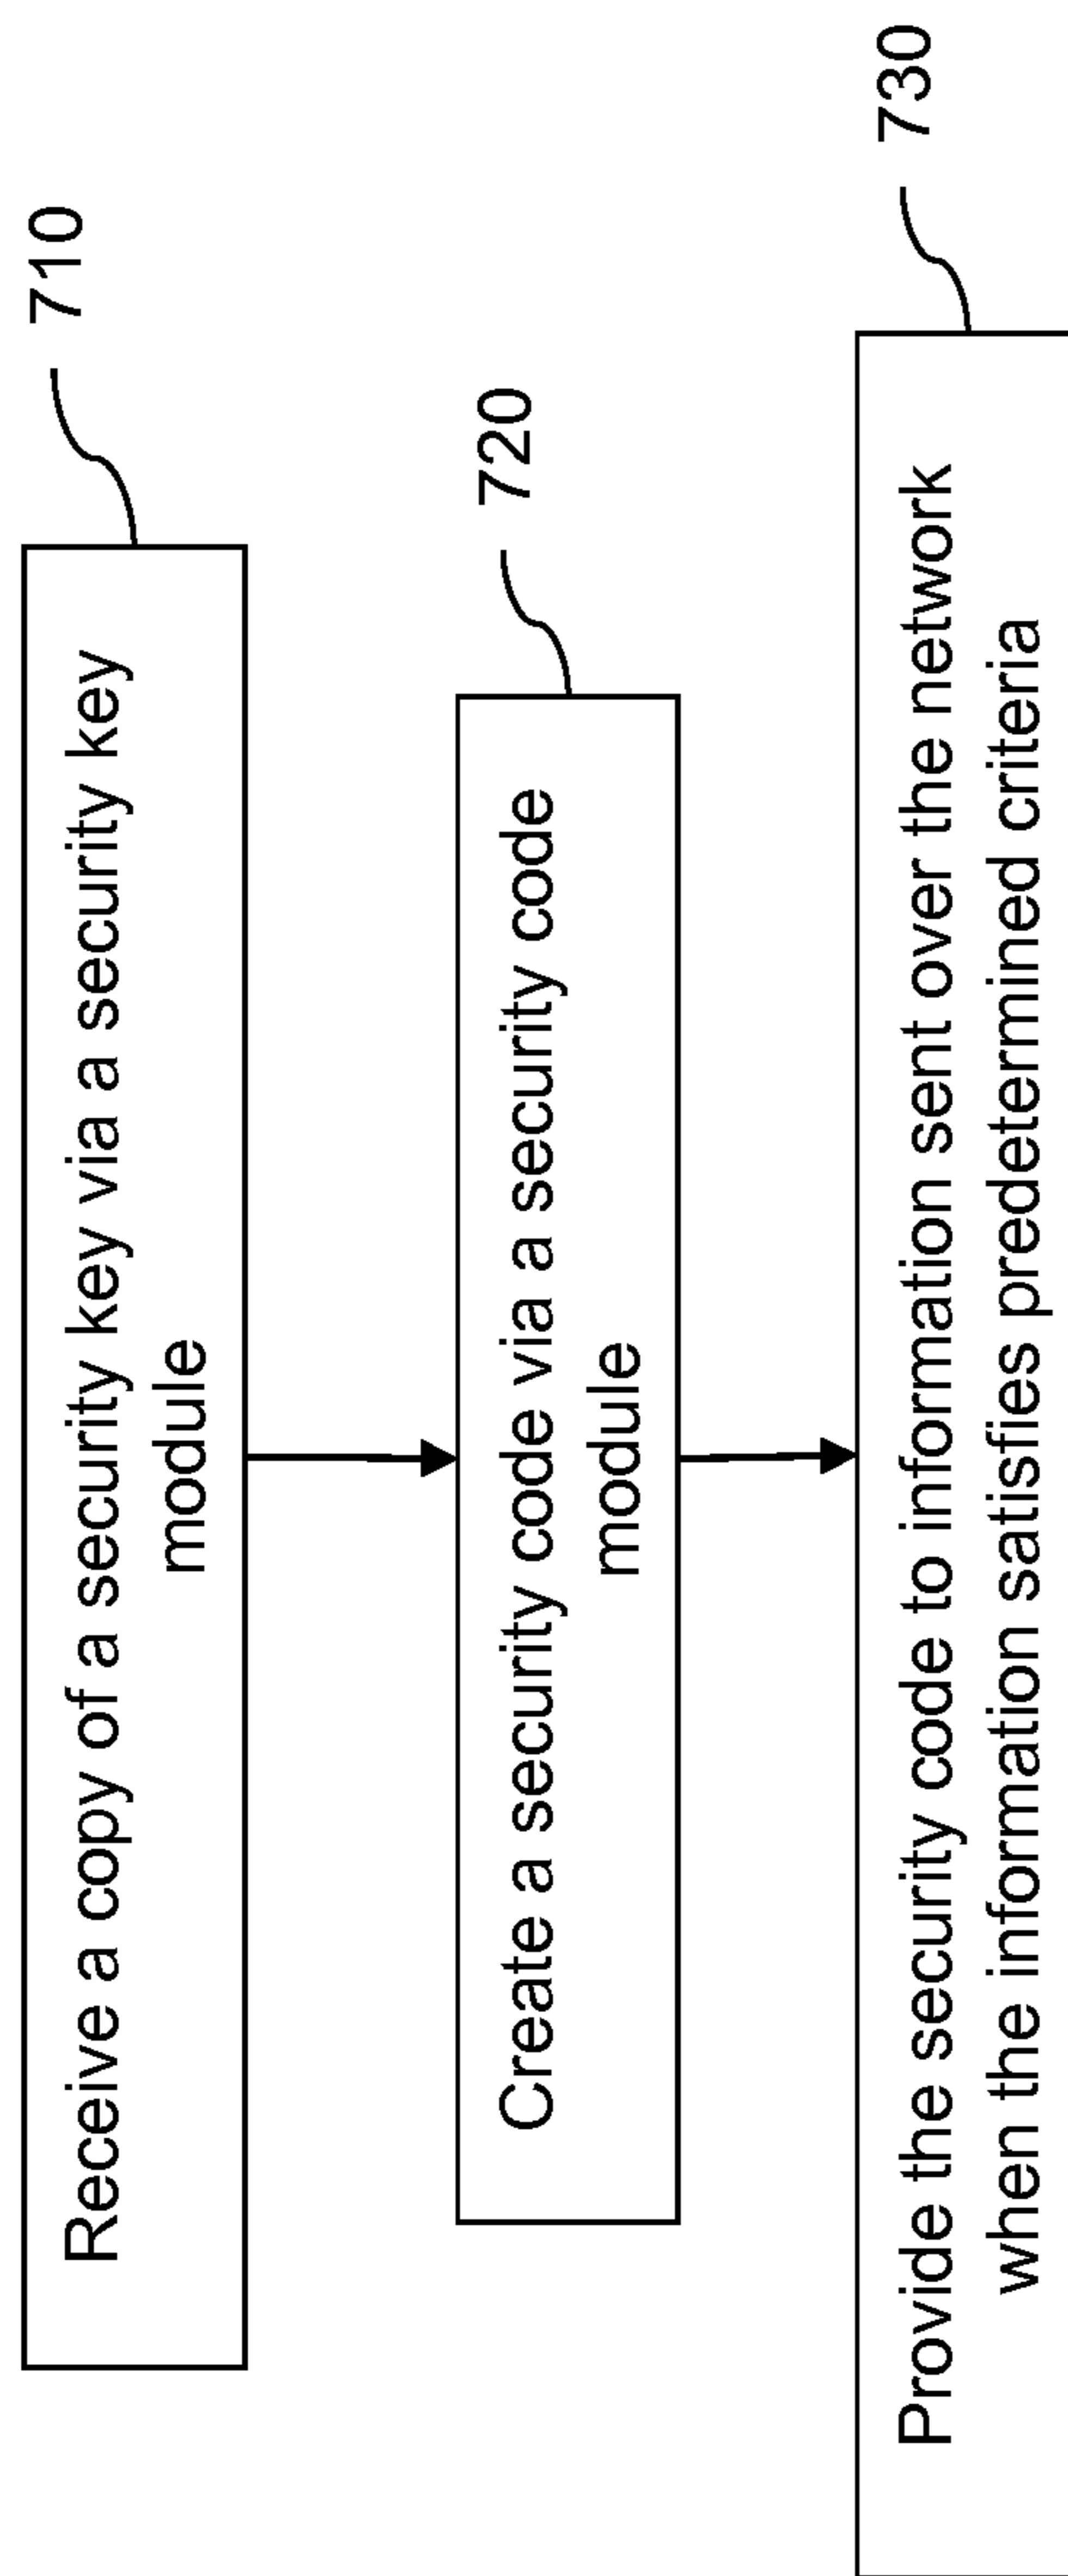 710
Receive a copy of a security key via a security key
module
720
Create a security code via a security code
module
730
Provide the security code to information sent over the network
when the information satisfies predetermined criteria